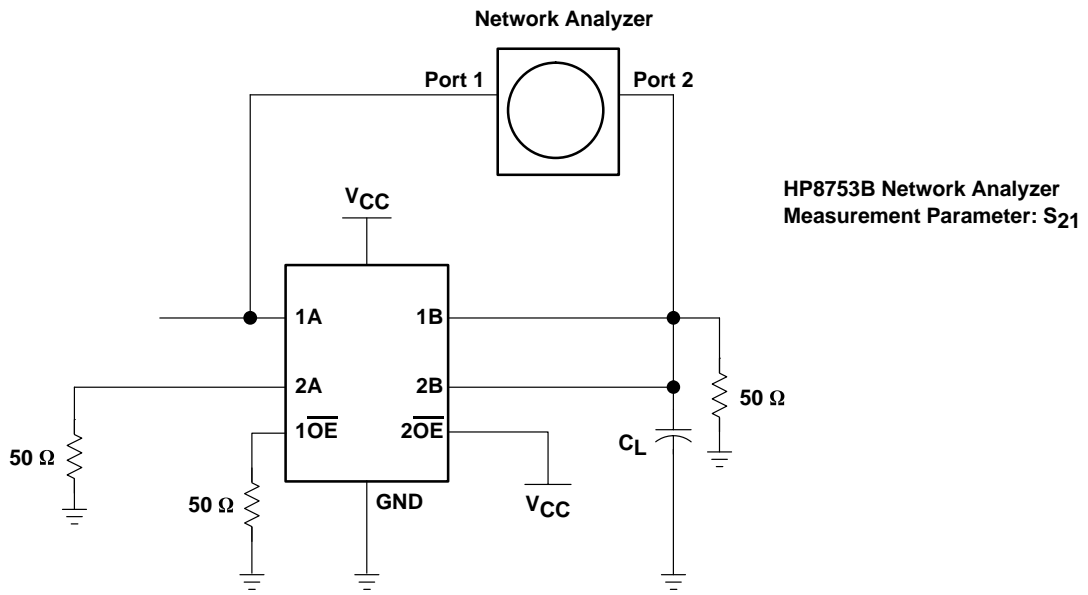 Network Analyzer
Port 1
Port 2
HP8753B Network Analyzer
Measurement Parameter: S21
VCC
1A
1B
2A
2B
50 Ω
1OE
2OE
CL
50 Ω
50 Ω
GND
VCC